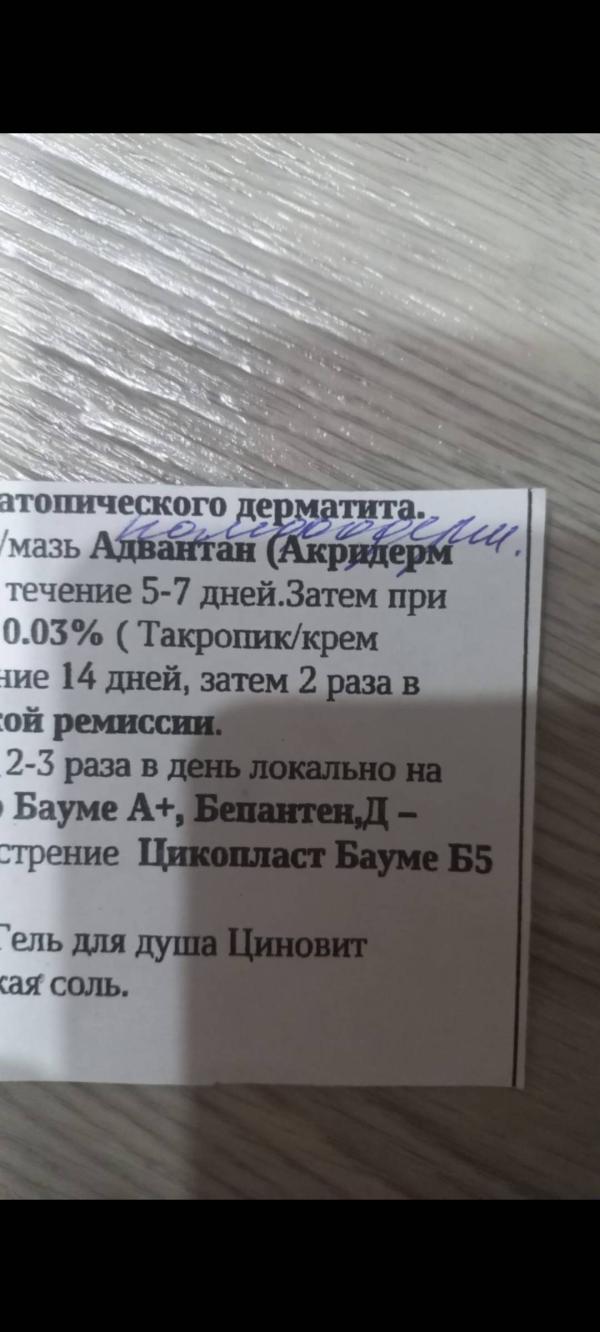 атопического дерматита.
/мазь Адвантан (Акридерм
течение 5-7 дней.Затем при
0.03% ( Такропик/крем
ние 14 дней, затем 2 раза в
кой ремиссии.
2-3 раза в день локально на
Бауме А+, Бепантен,Д –
стрение Цикопласт Бауме Б5
Гель для душа Циновит
кая соль.